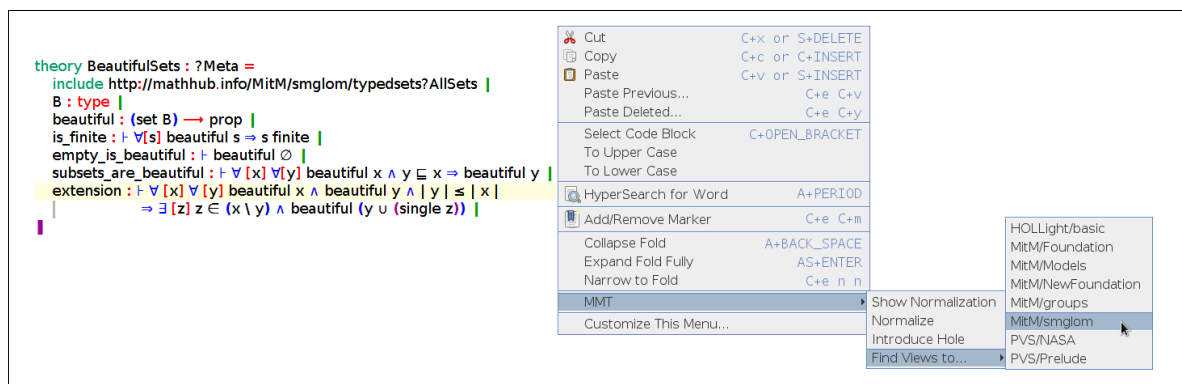 theory BeautifulSets : ?Meta =
include http://mathhub.info/MitM/smglom/typedsets?AllSets |
B : type |
beautiful : (set B) ⟶ prop |
is_finite : ⊦ ∀[s] beautiful s ⇒ s finite |
empty_is_beautiful : ⊦ beautiful ∅ |
subsets_are_beautiful : ⊦ ∀ [x] ∀[y] beautiful x ∧ y ⊑ x ⇒ beautiful y |
extension : ⊦ ∀ [x] ∀ [y] beautiful x ∧ beautiful y ∧ | y | ≤ | x |
⇒ ∃ [z] z ∈ (x \ y) ∧ beautiful (y ∪ (single z)) |
Cut C+x or S+DELETE
Copy C+c or C+INSERT
Paste C+v or S+INSERT
Paste Previous... C+e C+v
Paste Deleted... C+e C+y
Select Code Block C+OPEN_BRACKET
To Upper Case
To Lower Case
HyperSearch for Word A+PERIOD
Add/Remove Marker C+e C+m
Collapse Fold A+BACK_SPACE
Expand Fold Fully AS+ENTER
Narrow to Fold C+e n n
MMT
Customize This Menu...
Show Normalization
Normalize
Introduce Hole
Find Views to...
HOLLight/basic
MitM/Foundation
MitM/Models
MitM/NewFoundation
MitM/groups
MitM/smglom
PVS/NASA
PVS/Prelude